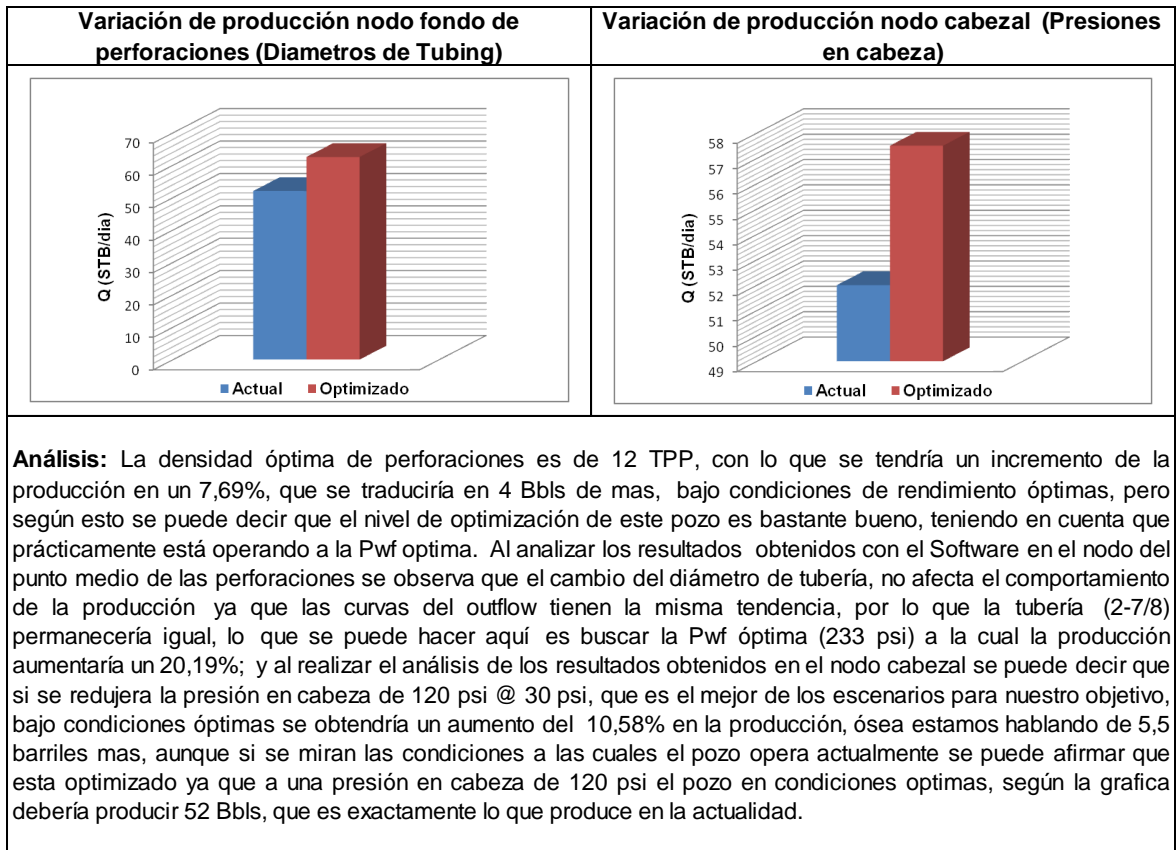 Variación de producción nodo fondo de
perforaciones (Diametros de Tubing)
Variación de producción nodo cabezal (Presiones
en cabeza)
70
60
50
40
30
20
10
0
Q (STB/dia)
Actual Optimizado
58
57
56
55
54
53
52
51
50
49
Q (STB/dia)
Actual Optimizado
Análisis: La densidad óptima de perforaciones es de 12 TPP, con lo que se tendría un incremento de la
producción en un 7,69%, que se traduciría en 4 Bbls de mas, bajo condiciones de rendimiento óptimas, pero
según esto se puede decir que el nivel de optimización de este pozo es bastante bueno, teniendo en cuenta que
prácticamente está operando a la Pwf optima. Al analizar los resultados obtenidos con el Software en el nodo del
punto medio de las perforaciones se observa que el cambio del diámetro de tubería, no afecta el comportamiento
de la producción ya que las curvas del outflow tienen la misma tendencia, por lo que la tubería (2-7/8)
permanecería igual, lo que se puede hacer aquí es buscar la Pwf óptima (233 psi) a la cual la producción
aumentaría un 20,19%; y al realizar el análisis de los resultados obtenidos en el nodo cabezal se puede decir que
si se redujera la presión en cabeza de 120 psi @ 30 psi, que es el mejor de los escenarios para nuestro objetivo,
bajo condiciones óptimas se obtendría un aumento del 10,58% en la producción, ósea estamos hablando de 5,5
barriles mas, aunque si se miran las condiciones a las cuales el pozo opera actualmente se puede afirmar que
esta optimizado ya que a una presión en cabeza de 120 psi el pozo en condiciones optimas, según la grafica
debería producir 52 Bbls, que es exactamente lo que produce en la actualidad.